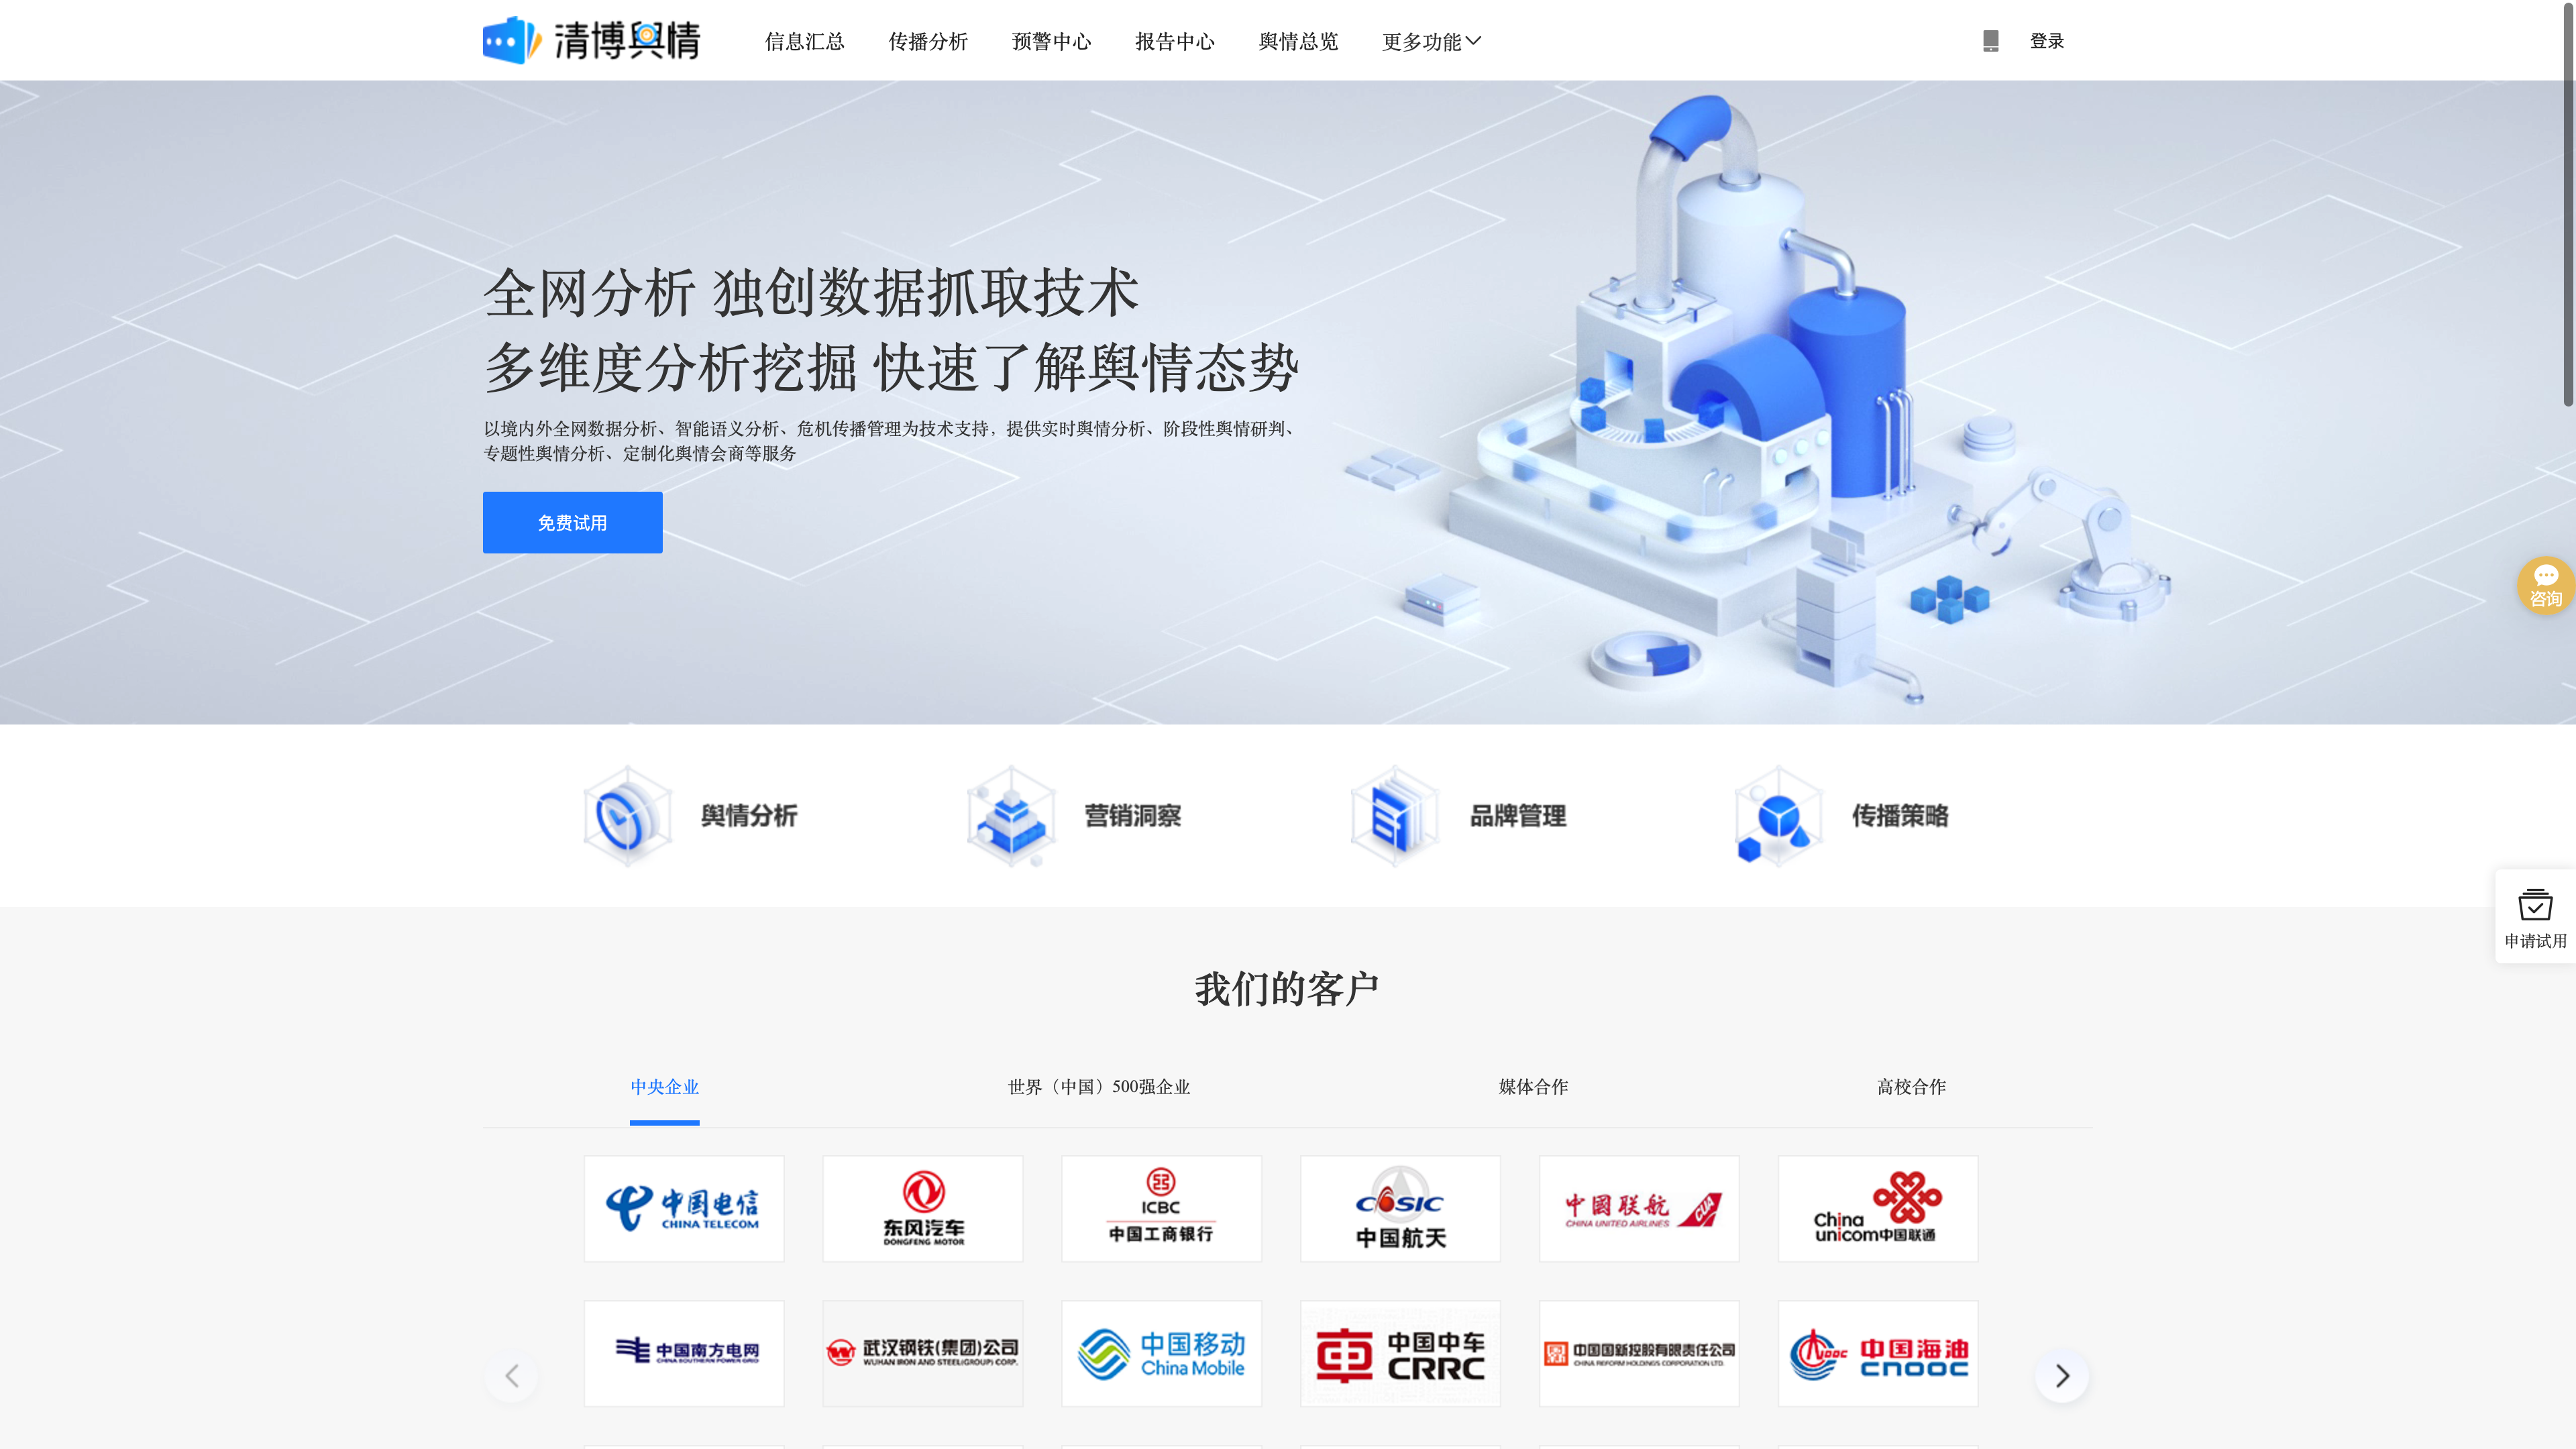 清博舆情
信息汇总 传播分析 预警中心 报告中心 舆情总览 更多功能 登录
全网分析 独创数据抓取技术
多维度分析挖掘 快速了解舆情态势
以境内外全网数据分析、智能语义分析、危机传播管理为技术支持，提供实时舆情分析、阶段性舆情研判、
专题性舆情分析、定制化舆情会商等服务
免费试用
咨询
舆情分析 营销洞察 品牌管理 传播策略
申请试用
我们的客户
中央企业 世界（中国）500强企业 媒体合作 高校合作
中国电信
CHINA TELECOM
东风汽车
DONGFENG MOTOR
ICBC
中国工商银行
CASIC
中国航天
中國联航
CHINA UNITED AIRLINES
CUA
China
unicom中国联通
中国南方电网
CHINA SOUTHERN POWER GRID
武汉钢铁(集团)公司
WUHAN IRON AND STEEL(GROUP) CORP.
中国移动
China Mobile
中国中车
CRRC
中国国新控股有限责任公司
CHINA REFORM HOLDINGS CORPORATION LTD.
中国海油
CNOOC